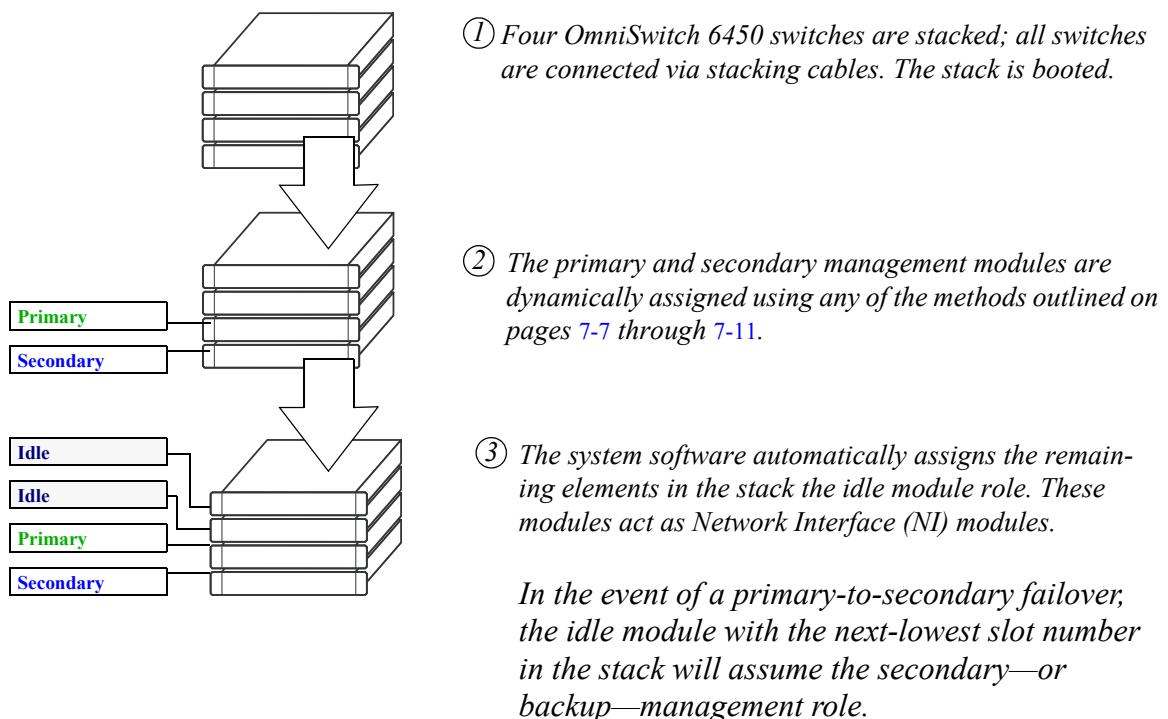 ① Four OmniSwitch 6450 switches are stacked; all switches
are connected via stacking cables. The stack is booted.
② The primary and secondary management modules are
dynamically assigned using any of the methods outlined on
pages 7-7 through 7-11.
Primary
Secondary
Idle
Idle
Primary
Secondary
③ The system software automatically assigns the remain-
ing elements in the stack the idle module role. These
modules act as Network Interface (NI) modules.
In the event of a primary-to-secondary failover,
the idle module with the next-lowest slot number
in the stack will assume the secondary—or
backup—management role.